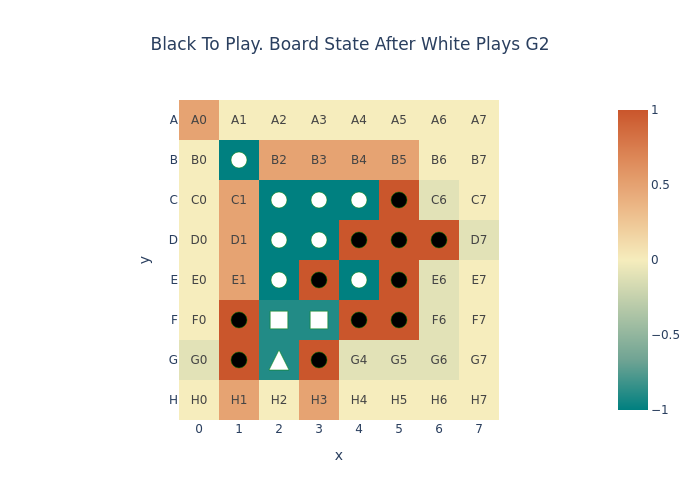 Black To Play. Board State After White Plays G2
A A0 A1 A2 A3 A4 A5 A6 A7
B B0 B2 B3 B4 B5 B6 B7
C C0 C1 C6 C7
D D0 D1 D7
E E0 E1 E6 E7
F F0 F6 F7
G G0 G4 G5 G6 G7
H H0 H1 H2 H3 H4 H5 H6 H7
0 1 2 3 4 5 6 7
x
y
1
0.5
0
−0.5
−1